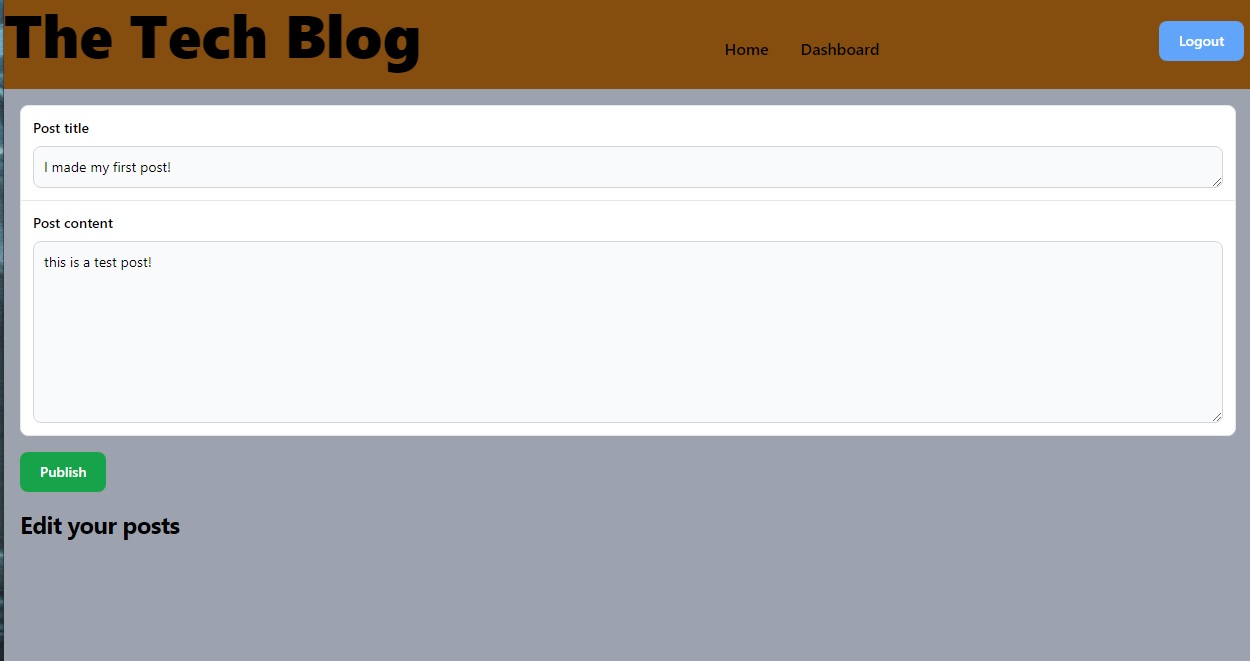 The Tech Blog
Home Dashboard
Logout
Post title
I made my first post!
Post content
this is a test post!
Publish
Edit your posts